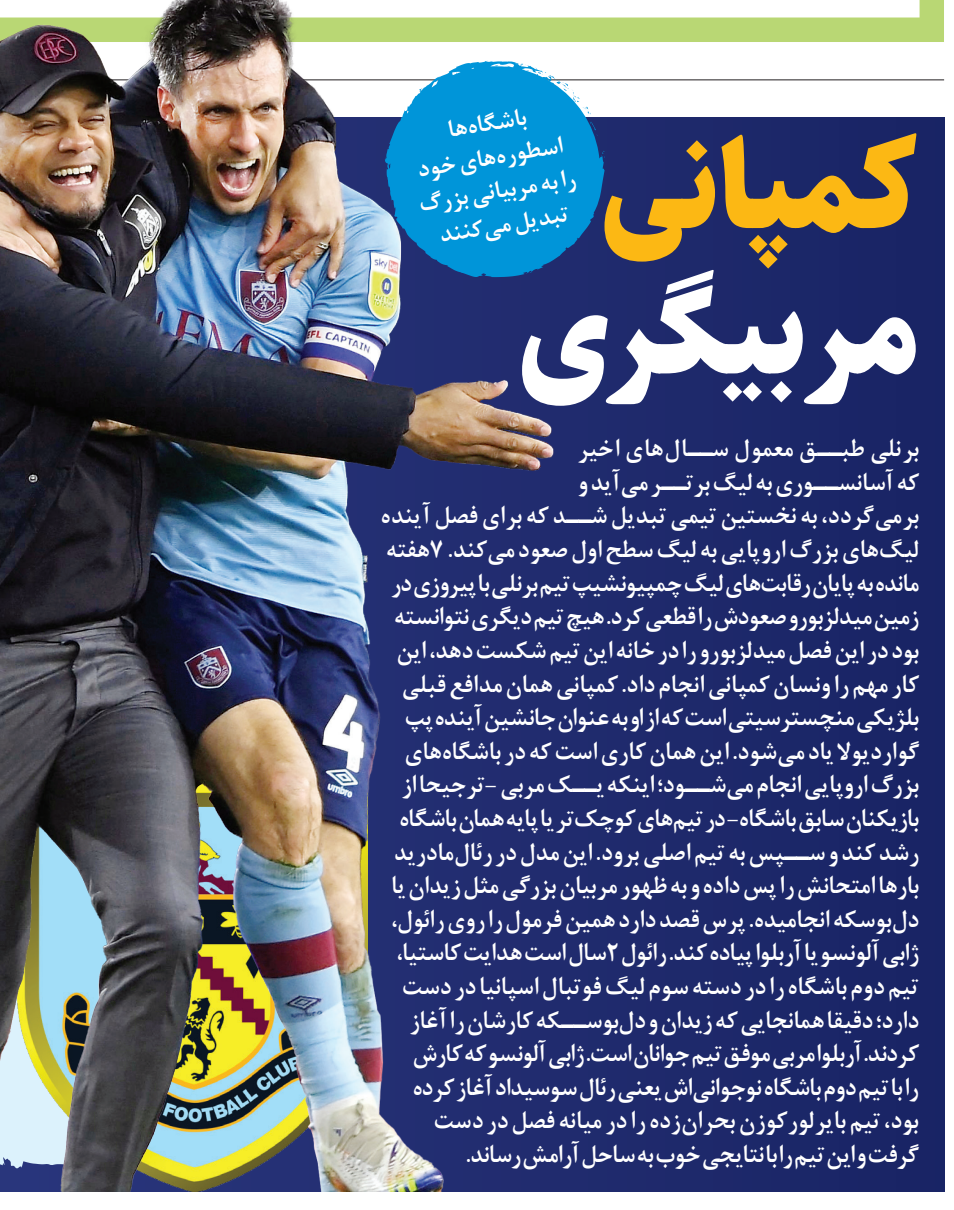 باشگاه‌ها
اسطوره‌های خود
را به مربیانی بزرگ
تبدیل می‌کنند
کمپانی
مربیگری
برنلی طبق معمول سال‌های اخیر
که آسانسوری به لیگ برتر می‌آید و
برمی‌گردد، به نخستین تیمی تبدیل شد که برای فصل آینده
لیگ‌های بزرگ اروپایی به لیگ سطح اول صعود می‌کند. ۷هفته
مانده به پایان رقابت‌های لیگ چمپیونشیپ تیم برنلی با پیروزی در
زمین میدلزبورو صعودش را قطعی کرد. هیچ تیم دیگری نتوانسته
بود در این فصل میدلزبورو را در خانه این تیم شکست دهد، این
کار مهم را ونسان کمپانی انجام داد. کمپانی همان مدافع قبلی
بلژیکی منچسترسیتی است که از او به عنوان جانشین آینده پپ
گواردیولا یاد می‌شود. این همان کاری است که در باشگاه‌های
بزرگ اروپایی انجام می‌شود؛ اینکه یک مربی -ترجیحا از
بازیکنان سابق باشگاه- در تیم‌های کوچک‌تر یا پایه همان باشگاه
رشد کند و سپس به تیم اصلی برود. این مدل در رئال‌مادرید
بارها امتحانش را پس داده و به ظهور مربیان بزرگی مثل زیدان یا
دل‌بوسکه انجامیده. پرس قصد دارد همین فرمول را روی رائول،
ژابی آلونسو یا آربلوا پیاده کند. رائول ۲سال است هدایت کاستیا،
تیم دوم باشگاه را در دسته سوم لیگ فوتبال اسپانیا در دست
دارد؛ دقیقا همانجایی که زیدان و دل‌بوسکه کارشان را آغاز
کردند. آربلوا مربی موفق تیم جوانان است. ژابی آلونسو که کارش
را با تیم دوم باشگاه نوجوانی‌اش یعنی رئال سوسیداد آغاز کرده
بود، تیم بایر لورکوزن بحران‌زده را در میانه فصل در دست
گرفت و این تیم را با نتایجی خوب به ساحل آرامش رساند.
sky bet
EFL CAPTAIN
4
umbro
umbro
FOOTBALL CLUB